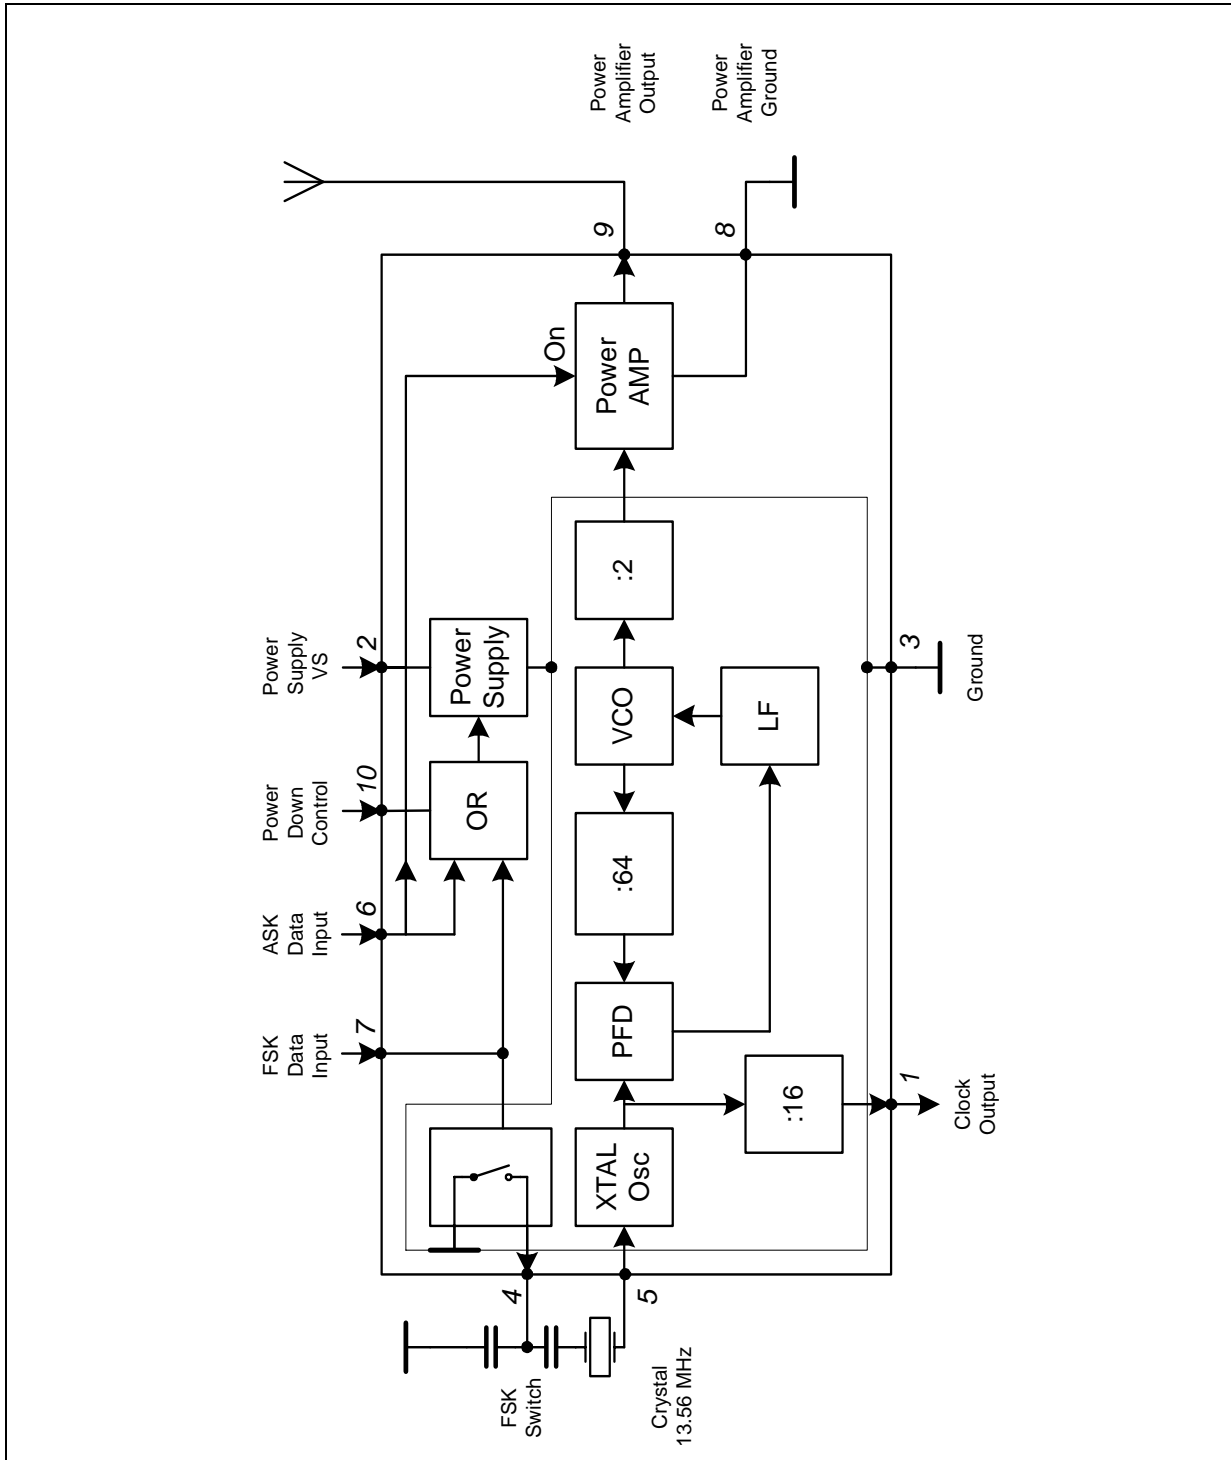 Power
Amplifier
Output
Power
Amplifier
Ground
9
8
On
Power
AMP
:2
Power
Supply
VS
2
Power
Supply
VCO
LF
3
Ground
Power
Down
Control
10
OR
:64
ASK
Data
Input
6
FSK
Data
Input
7
PFD
:16
1
Clock
Output
XTAL
Osc
4
5
FSK
Switch
Crystal
13.56 MHz